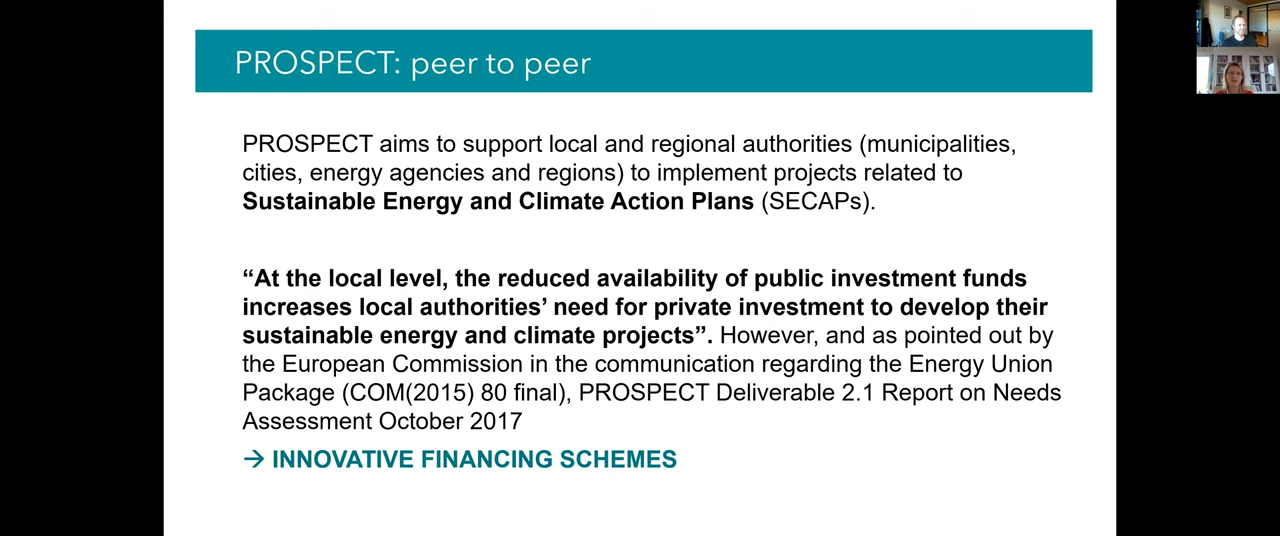 PROSPECT: peer to peer
PROSPECT aims to support local and regional authorities (municipalities,
cities, energy agencies and regions) to implement projects related to
Sustainable Energy and Climate Action Plans (SECAPs).
“At the local level, the reduced availability of public investment funds
increases local authorities’ need for private investment to develop their
sustainable energy and climate projects”. However, and as pointed out by
the European Commission in the communication regarding the Energy Union
Package (COM(2015) 80 final), PROSPECT Deliverable 2.1 Report on Needs
Assessment October 2017
→ INNOVATIVE FINANCING SCHEMES